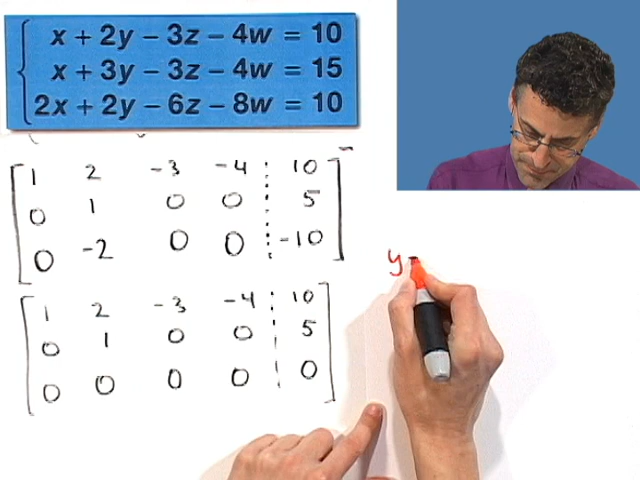 x + 2y − 3z − 4w = 10
x + 3y − 3z − 4w = 15
2x + 2y − 6z − 8w = 10
1 2 -3 -4 10
0 1 0 0 5
0 -2 0 0 -10
1 2 -3 -4 10
0 1 0 0 5
0 0 0 0 0
y